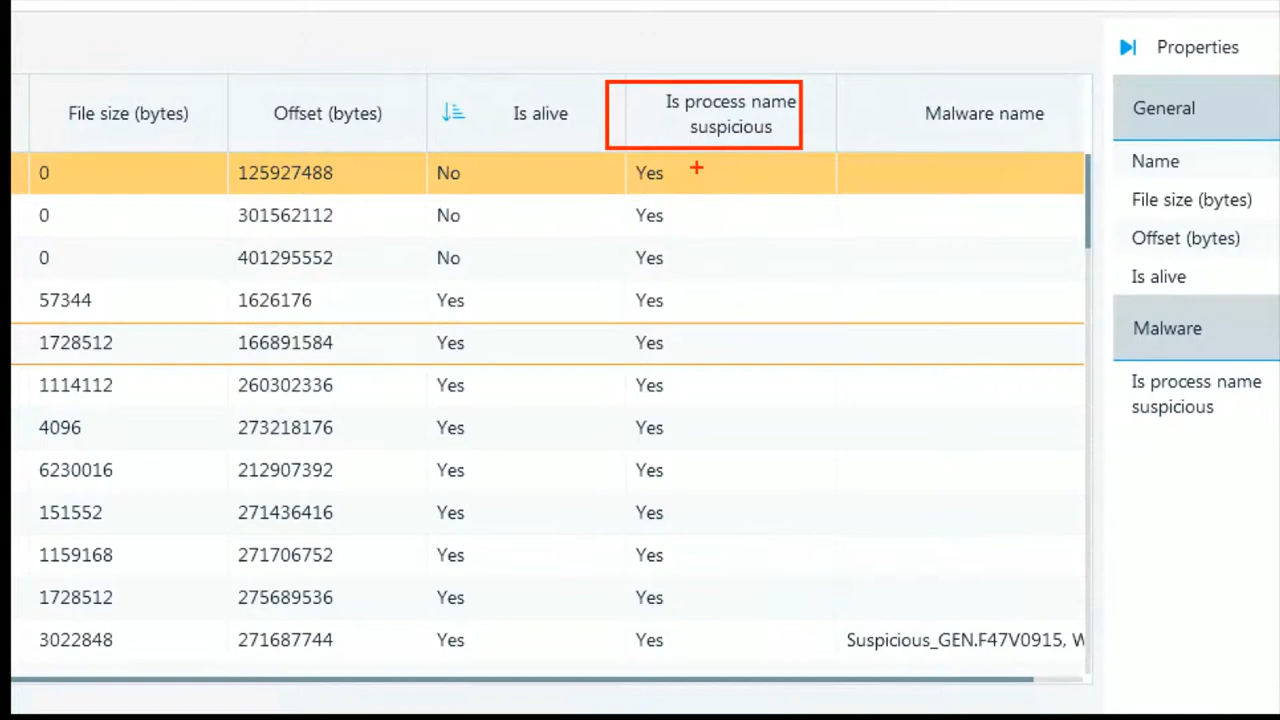 Properties
File size (bytes) Offset (bytes) Is alive Is process name suspicious Malware name
0 125927488 No Yes
0 301562112 No Yes
0 401295552 No Yes
57344 1626176 Yes Yes
1728512 166891584 Yes Yes
1114112 260302336 Yes Yes
4096 273218176 Yes Yes
6230016 212907392 Yes Yes
151552 271436416 Yes Yes
1159168 271706752 Yes Yes
1728512 275689536 Yes Yes
3022848 271687744 Yes Yes Suspicious_GEN.F47V0915, W
General
Name
File size (bytes)
Offset (bytes)
Is alive
Malware
Is process name
suspicious